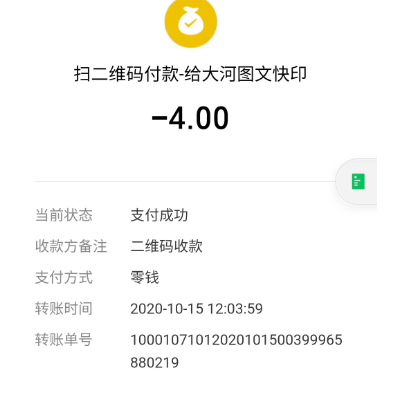 扫二维码付款-给大河图文快印
-4.00
当前状态 支付成功
收款方备注 二维码收款
支付方式 零钱
转账时间 2020-10-15 12:03:59
转账单号 10001071012020101500399965
880219